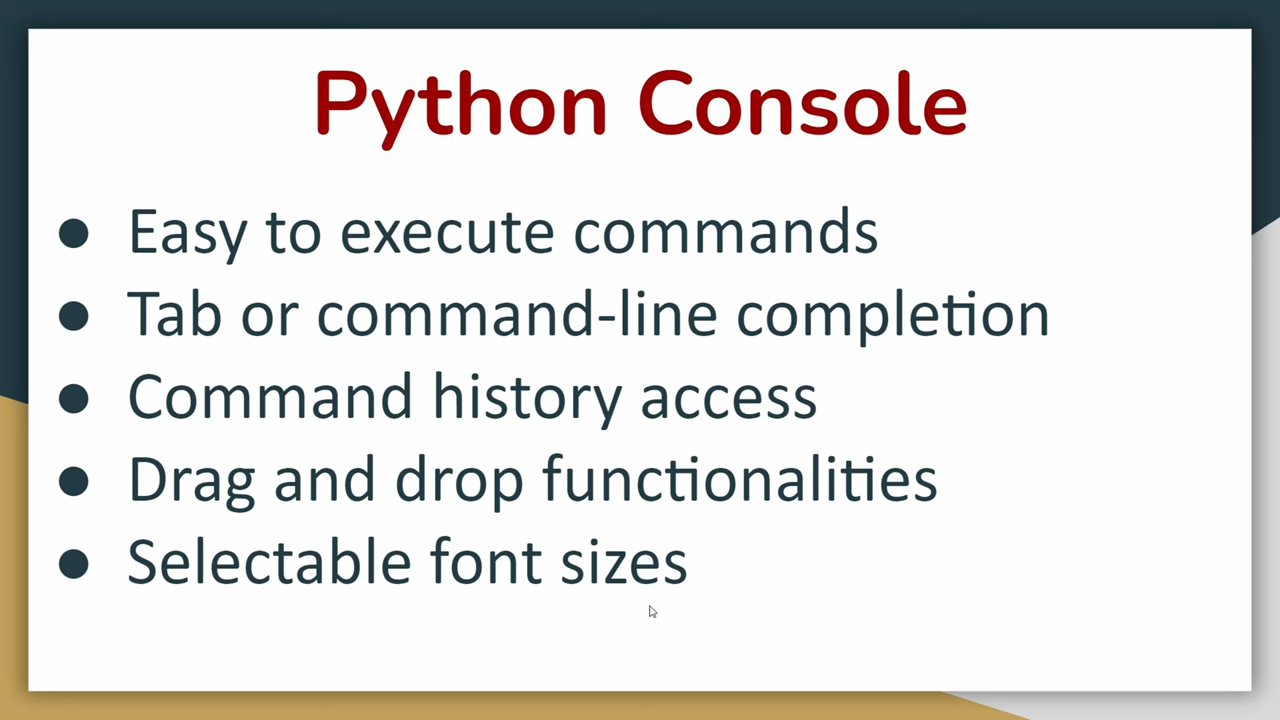 Python Console
● Easy to execute commands
● Tab or command-line completion
● Command history access
● Drag and drop functionalities
● Selectable font sizes